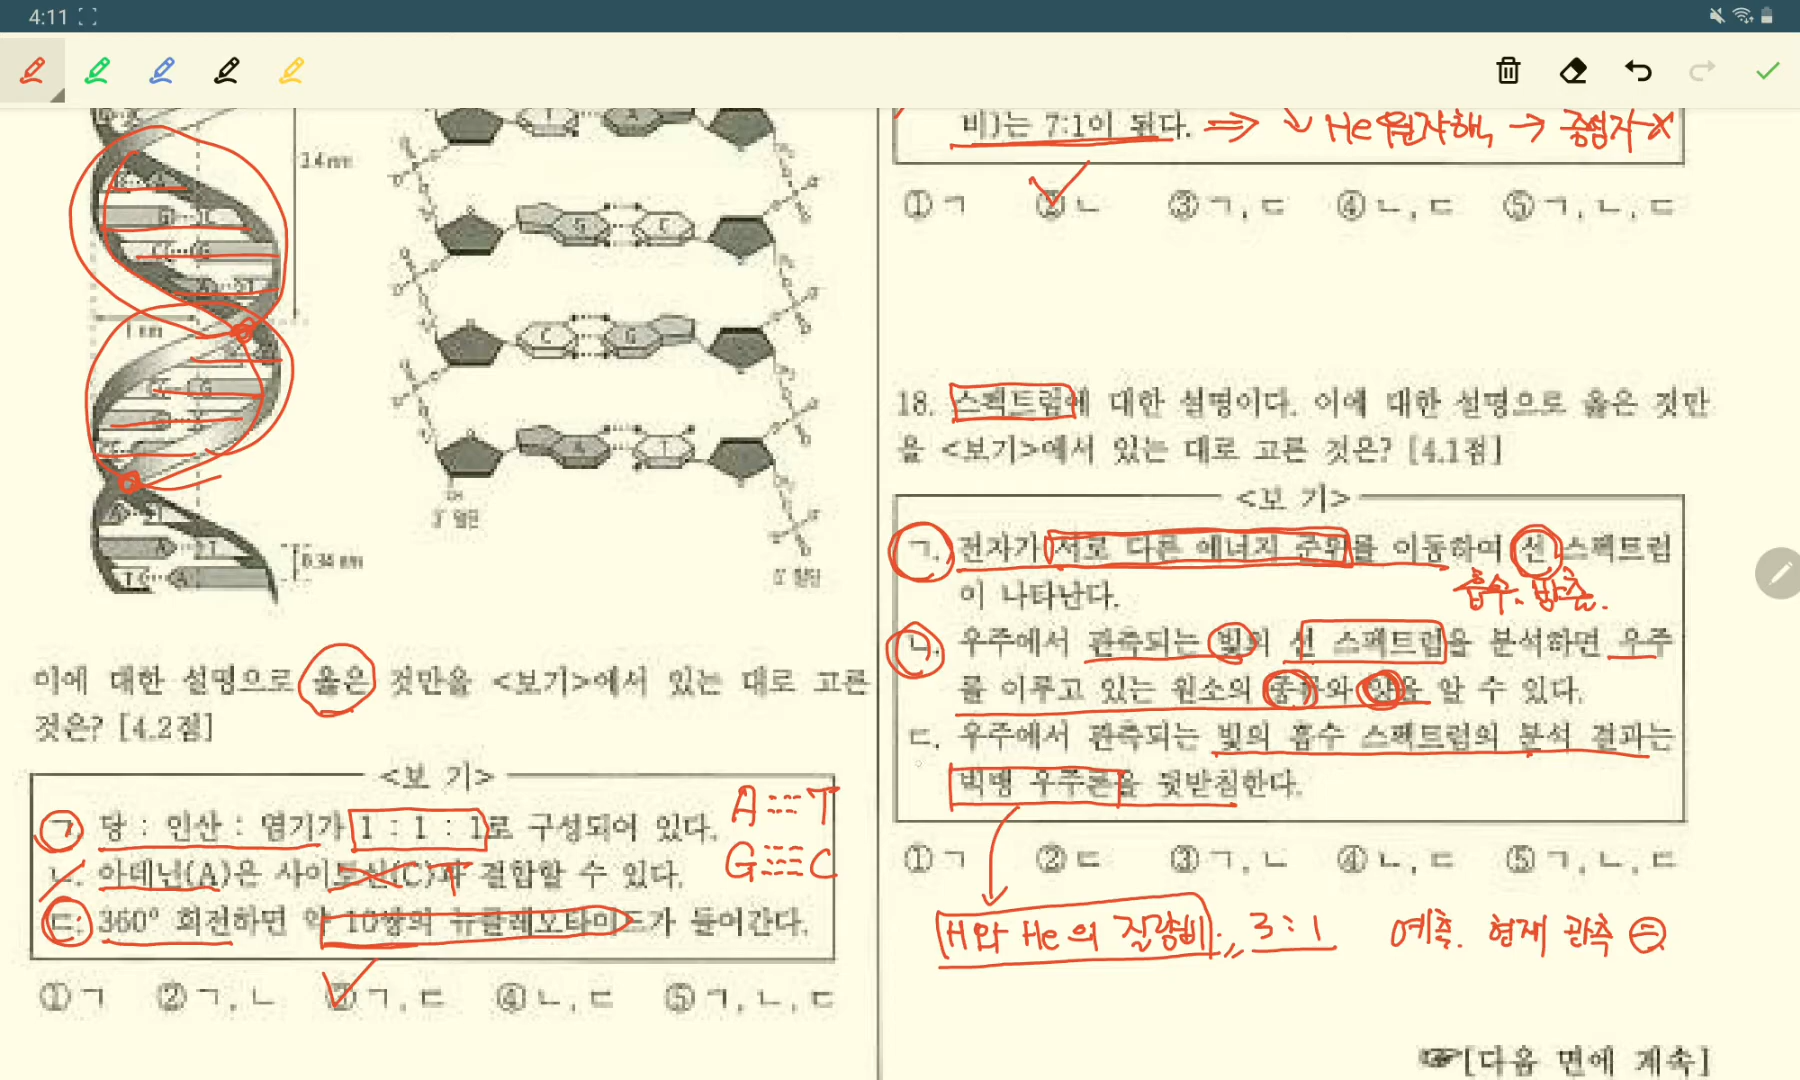 4:11
3.4 nm
1 nm
0.34 nm
T A
G C
C G
A T
3' 말단
5' 말단
이에 대한 설명으로 옳은 것만을 <보기>에서 있는 대로 고른
것은? [4.2점]
<보 기>
ㄱ. 당 : 인산 : 염기가 1 : 1 : 1로 구성되어 있다.
ㄴ. 아데닌(A)은 사이토신(C)과 결합할 수 있다.
T
ㄷ. 360° 회전하면 약 10쌍의 뉴클레오타이드가 들어간다.
A T
G C
① ㄱ ② ㄱ, ㄴ ③ ㄱ, ㄷ ④ ㄴ, ㄷ ⑤ ㄱ, ㄴ, ㄷ
비)는 7:1이 된다. ⇒ ↘ He원자핵, → 중성자 X
① ㄱ ② ㄴ ③ ㄱ, ㄷ ④ ㄴ, ㄷ ⑤ ㄱ, ㄴ, ㄷ
18. 스펙트럼에 대한 설명이다. 이에 대한 설명으로 옳은 것만
을 <보기>에서 있는 대로 고른 것은? [4.1점]
<보 기>
ㄱ. 전자가 서로 다른 에너지 준위를 이동하여 선 스펙트럼
이 나타난다.
흡수, 방출.
ㄴ. 우주에서 관측되는 빛의 선 스펙트럼을 분석하면 우주
를 이루고 있는 원소의 종류와 양을 알 수 있다.
ㄷ. 우주에서 관측되는 빛의 흡수 스펙트럼의 분석 결과는
빅뱅 우주론을 뒷받침한다.
① ㄱ ② ㄷ ③ ㄱ, ㄴ ④ ㄴ, ㄷ ⑤ ㄱ, ㄴ, ㄷ
H와 He의 질량비. 3 : 1 예측. 현재 관측 =
☞[다음 면에 계속]